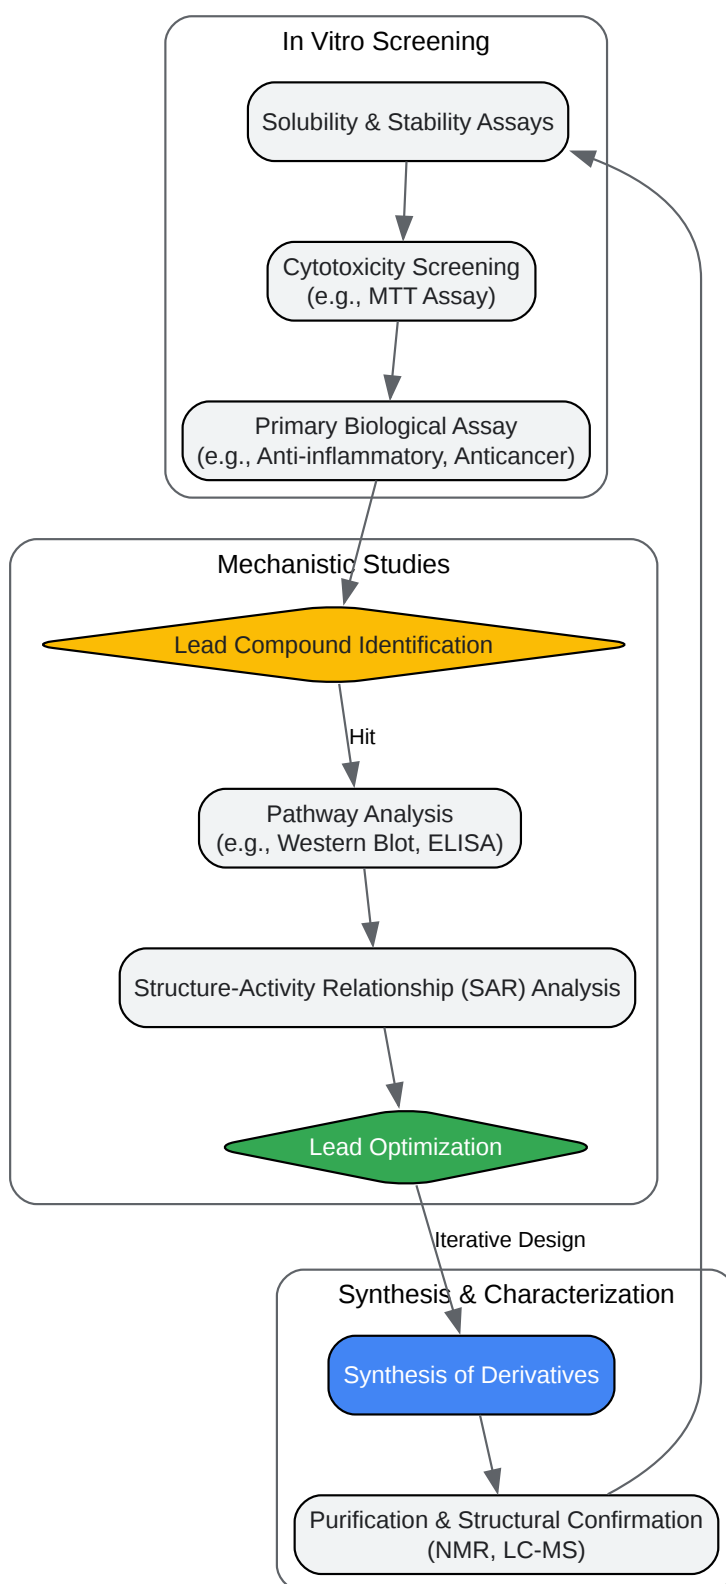 In Vitro Screening
Solubility & Stability Assays
Cytotoxicity Screening
(e.g., MTT Assay)
Primary Biological Assay
(e.g., Anti-inflammatory, Anticancer)
Mechanistic Studies
Lead Compound Identification
Hit
Pathway Analysis
(e.g., Western Blot, ELISA)
Structure-Activity Relationship (SAR) Analysis
Lead Optimization
Iterative Design
Synthesis & Characterization
Synthesis of Derivatives
Purification & Structural Confirmation
(NMR, LC-MS)